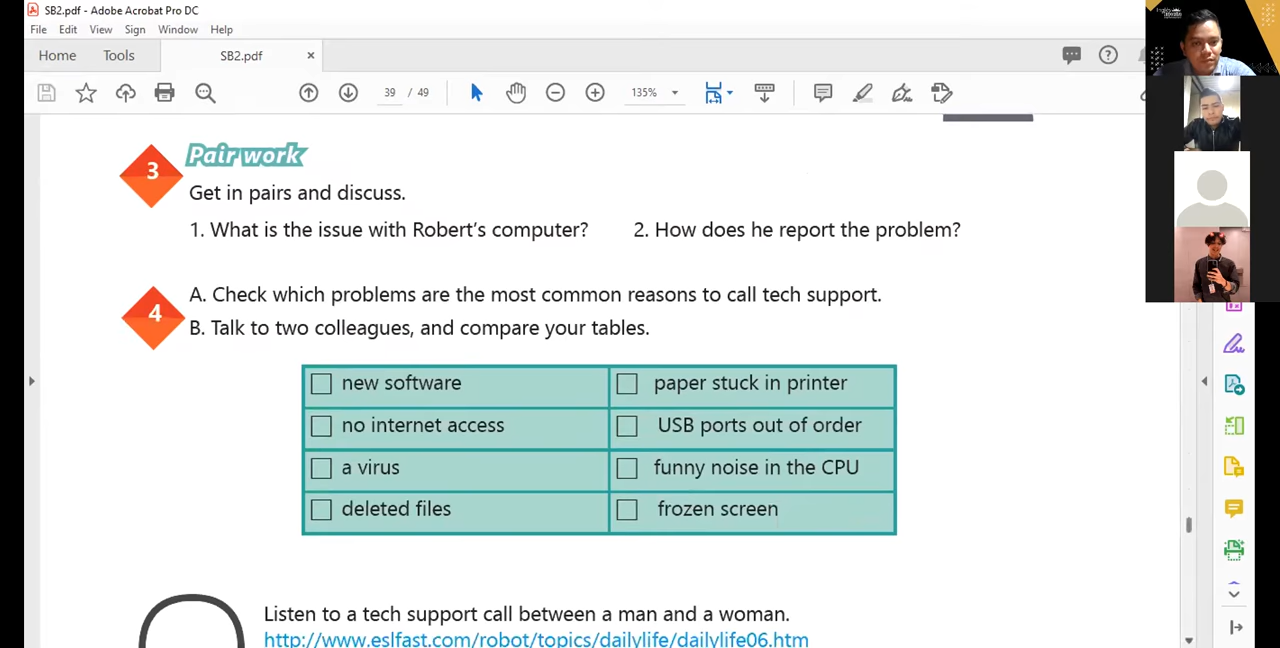 SB2.pdf - Adobe Acrobat Pro DC
File Edit View Sign Window Help
Home Tools SB2.pdf ×
39 / 49 135%
3 Pair work
Get in pairs and discuss.
1. What is the issue with Robert's computer? 2. How does he report the problem?
4 A. Check which problems are the most common reasons to call tech support.
B. Talk to two colleagues, and compare your tables.
new software paper stuck in printer
no internet access USB ports out of order
a virus funny noise in the CPU
deleted files frozen screen
Listen to a tech support call between a man and a woman.
http://www.eslfast.com/robot/topics/dailylife/dailylife06.htm